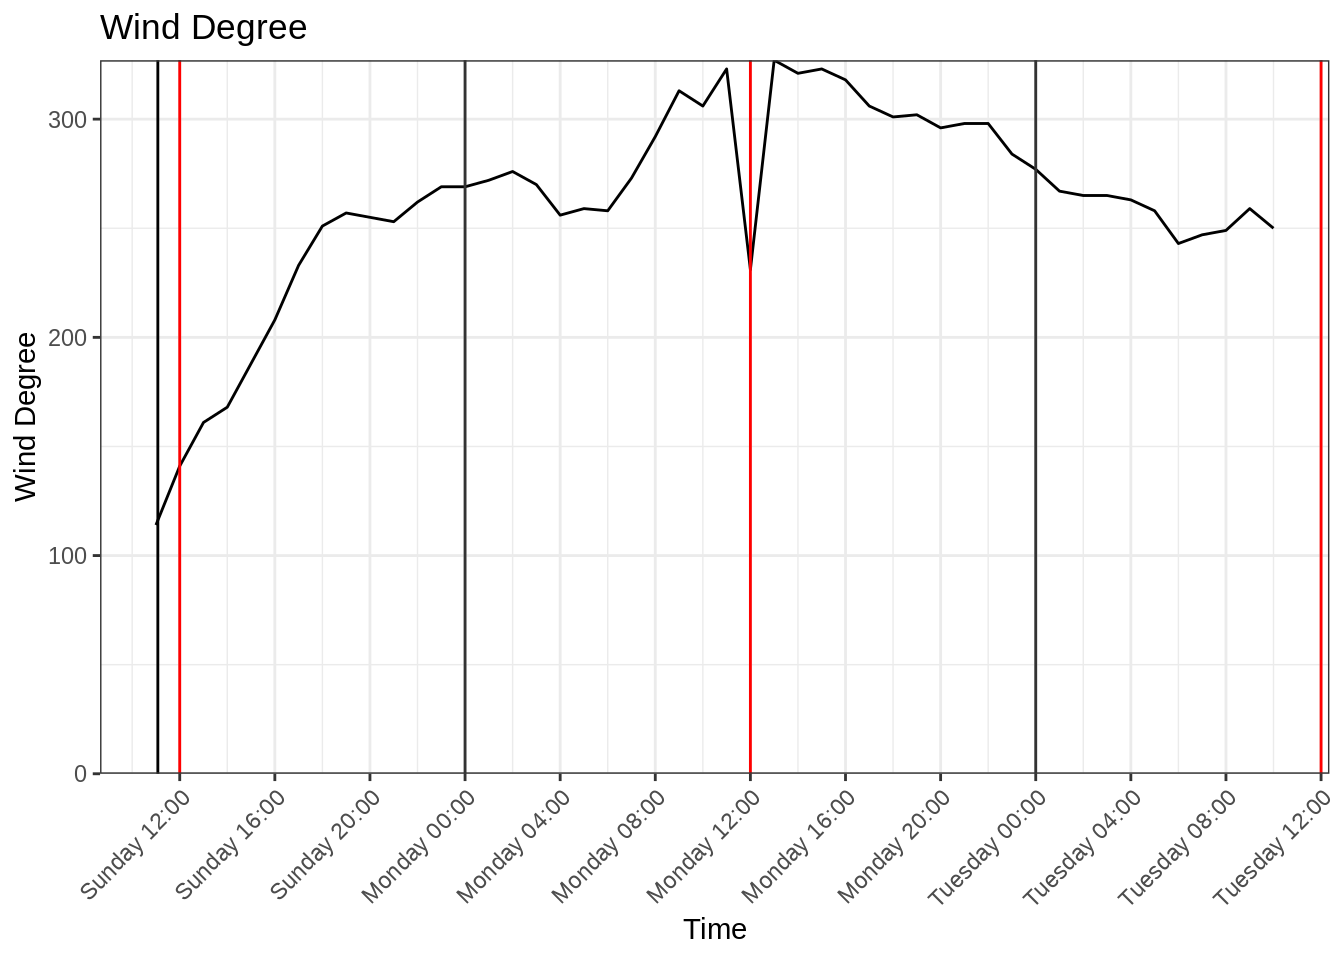 Wind Degree
Wind Degree
300
200
100
0
Sunday 12:00
Sunday 16:00
Sunday 20:00
Monday 00:00
Monday 04:00
Monday 08:00
Monday 12:00
Monday 16:00
Monday 20:00
Tuesday 00:00
Tuesday 04:00
Tuesday 08:00
Tuesday 12:00
Time